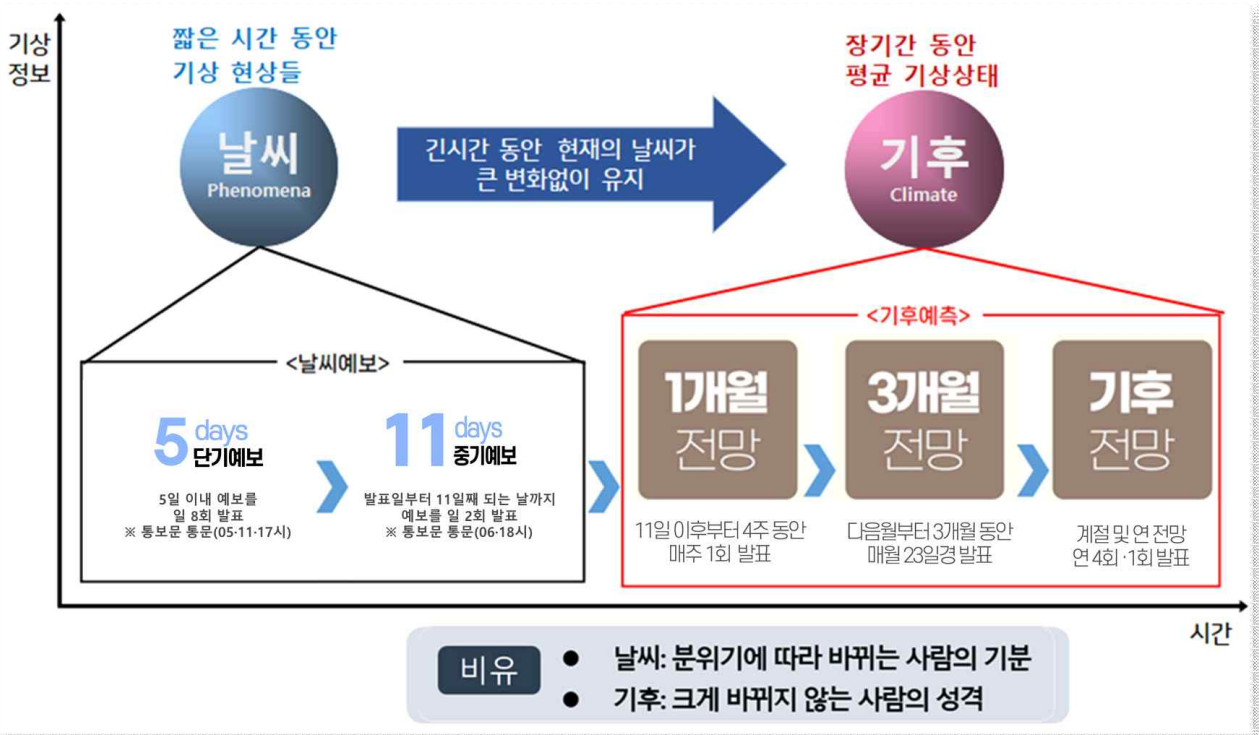 기상
정보
짧은 시간 동안
기상 현상들
날씨
Phenomena
긴시간 동안 현재의 날씨가
큰 변화없이 유지
장기간 동안
평균 기상상태
기후
Climate
<날씨예보>
5 days
단기예보
5일 이내 예보를
일 8회 발표
※ 통보문 통문(05·11·17시)
11 days
중기예보
발표일부터 11일째 되는 날까지
예보를 일 2회 발표
※ 통보문 통문(06·18시)
<기후예측>
1개월
전망
11일 이후부터 4주 동안
매주 1회 발표
3개월
전망
다음월부터 3개월 동안
매월 23일경 발표
기후
전망
계절 및 연 전망
연 4회·1회 발표
시간
비유
● 날씨: 분위기에 따라 바뀌는 사람의 기분
● 기후: 크게 바뀌지 않는 사람의 성격